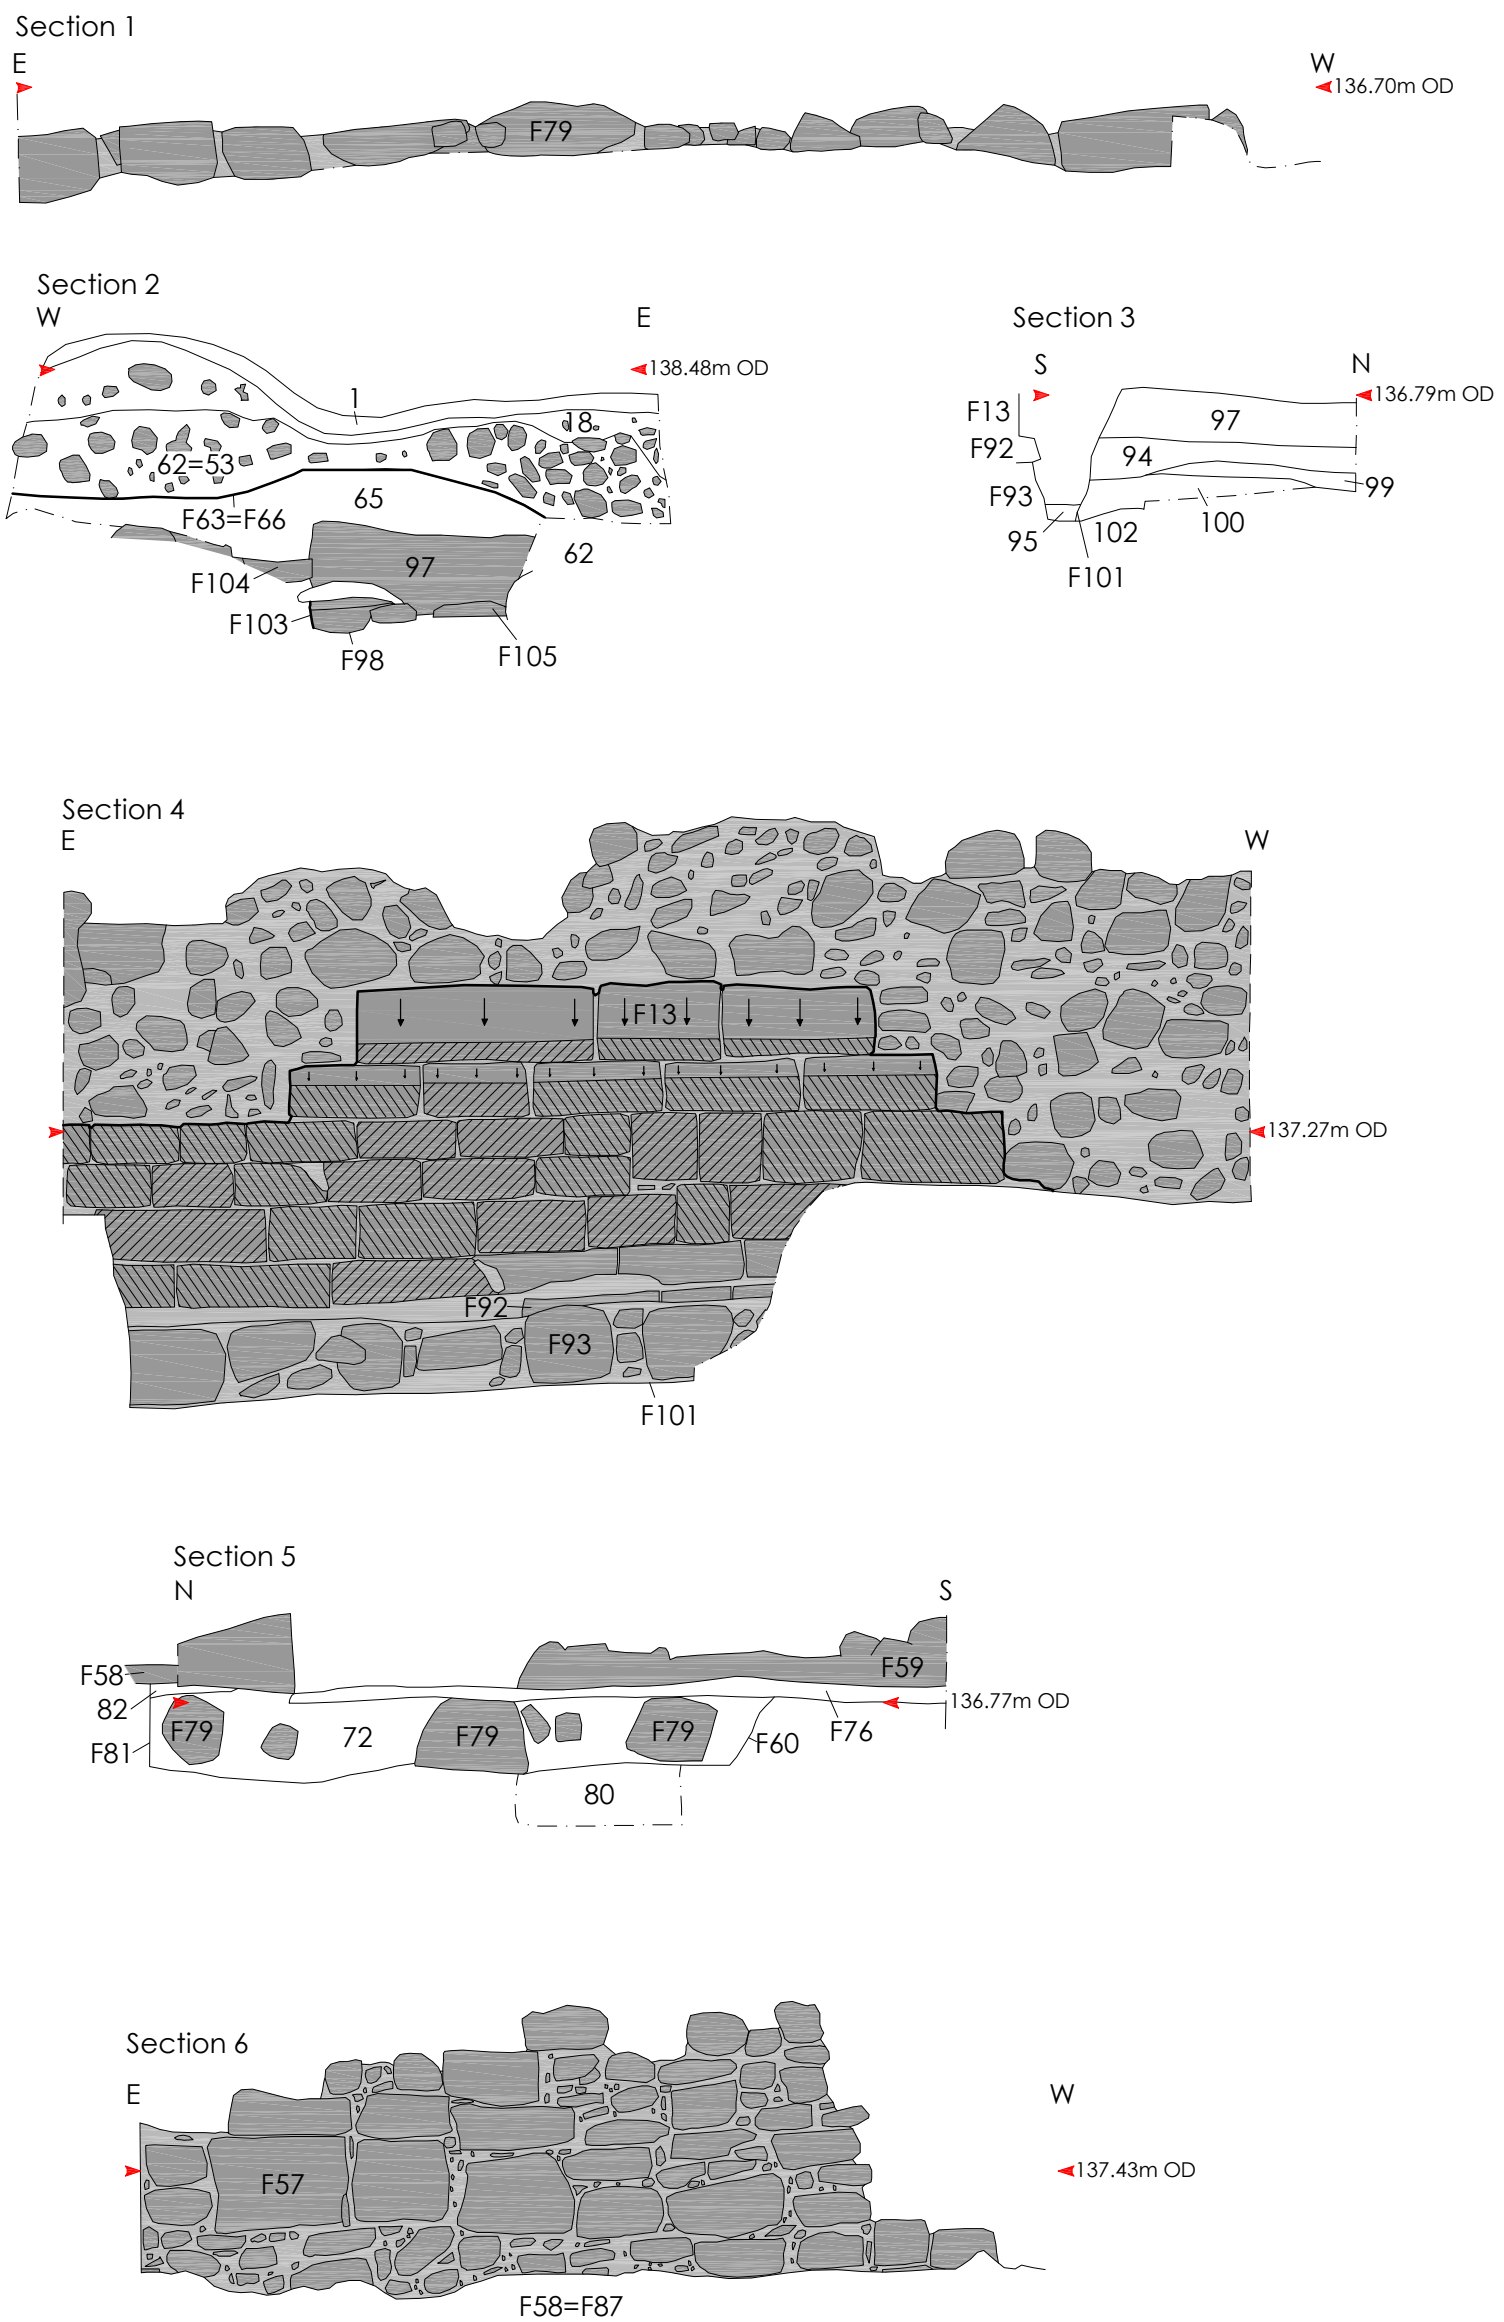 Section 1
E W
136.70m OD
F79
Section 2
W E
138.48m OD
1
18
62=53
65
F63=F66
62
97
F104
F103
F98
F105
Section 3
S N
136.79m OD
F13
97
F92
94
F93
99
95
102
100
F101
Section 4
E W
F13
137.27m OD
F92
F93
F101
Section 5
N S
F58
F59
82
136.77m OD
F79
72
F79
F79
F76
F81
F60
80
Section 6
E W
F57
137.43m OD
F58=F87